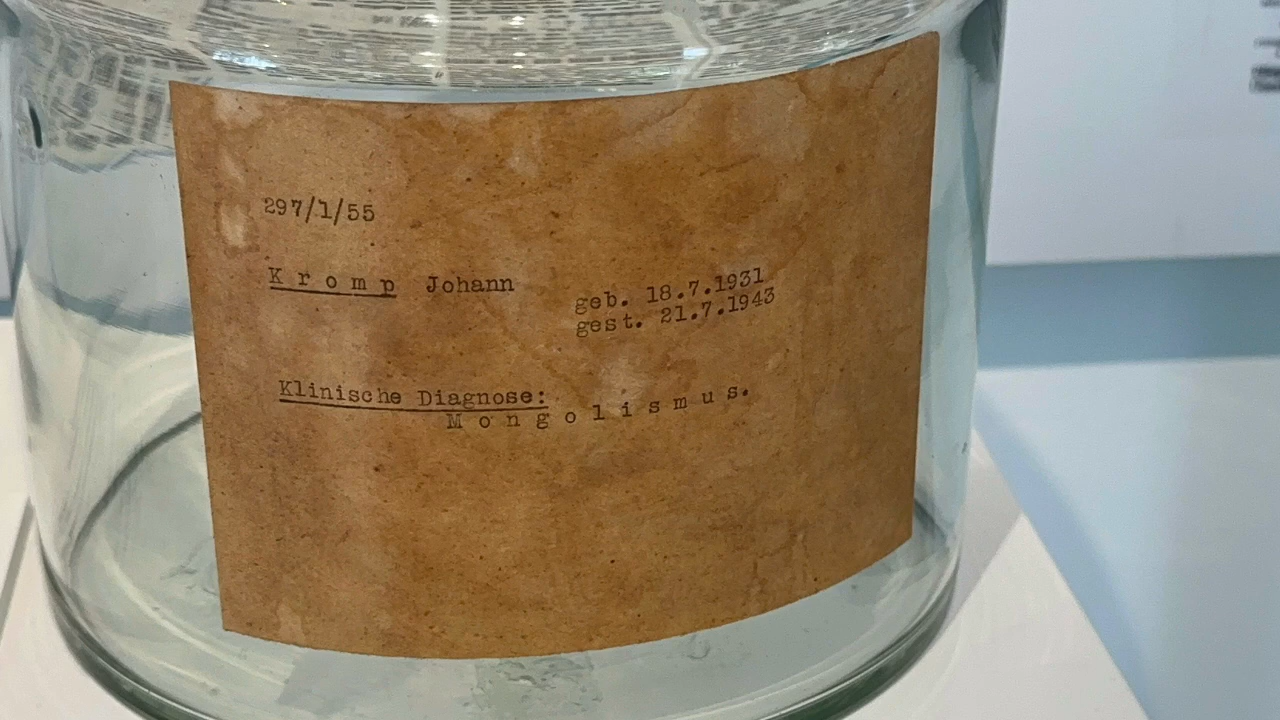 297/1/55
K r o m p Johann
geb. 18.7.1931
gest. 21.7.1943
Klinische Diagnose:
M o n g o l i s m u s.